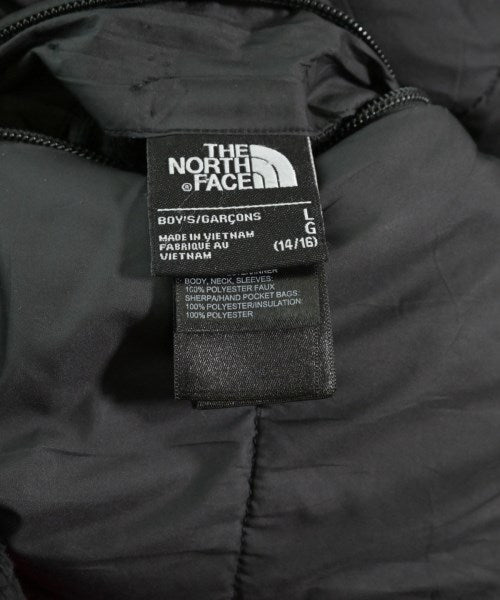 THE
NORTH
FACE
®
BOY'S/GARÇONS
L
G
(14/16)
MADE IN VIETNAM
FABRIQUÉ AU
VIETNAM
BODY, NECK, SLEEVES:
100% POLYESTER FAUX
SHERPA/HAND POCKET BAGS:
100% POLYESTER/INSULATION:
100% POLYESTER